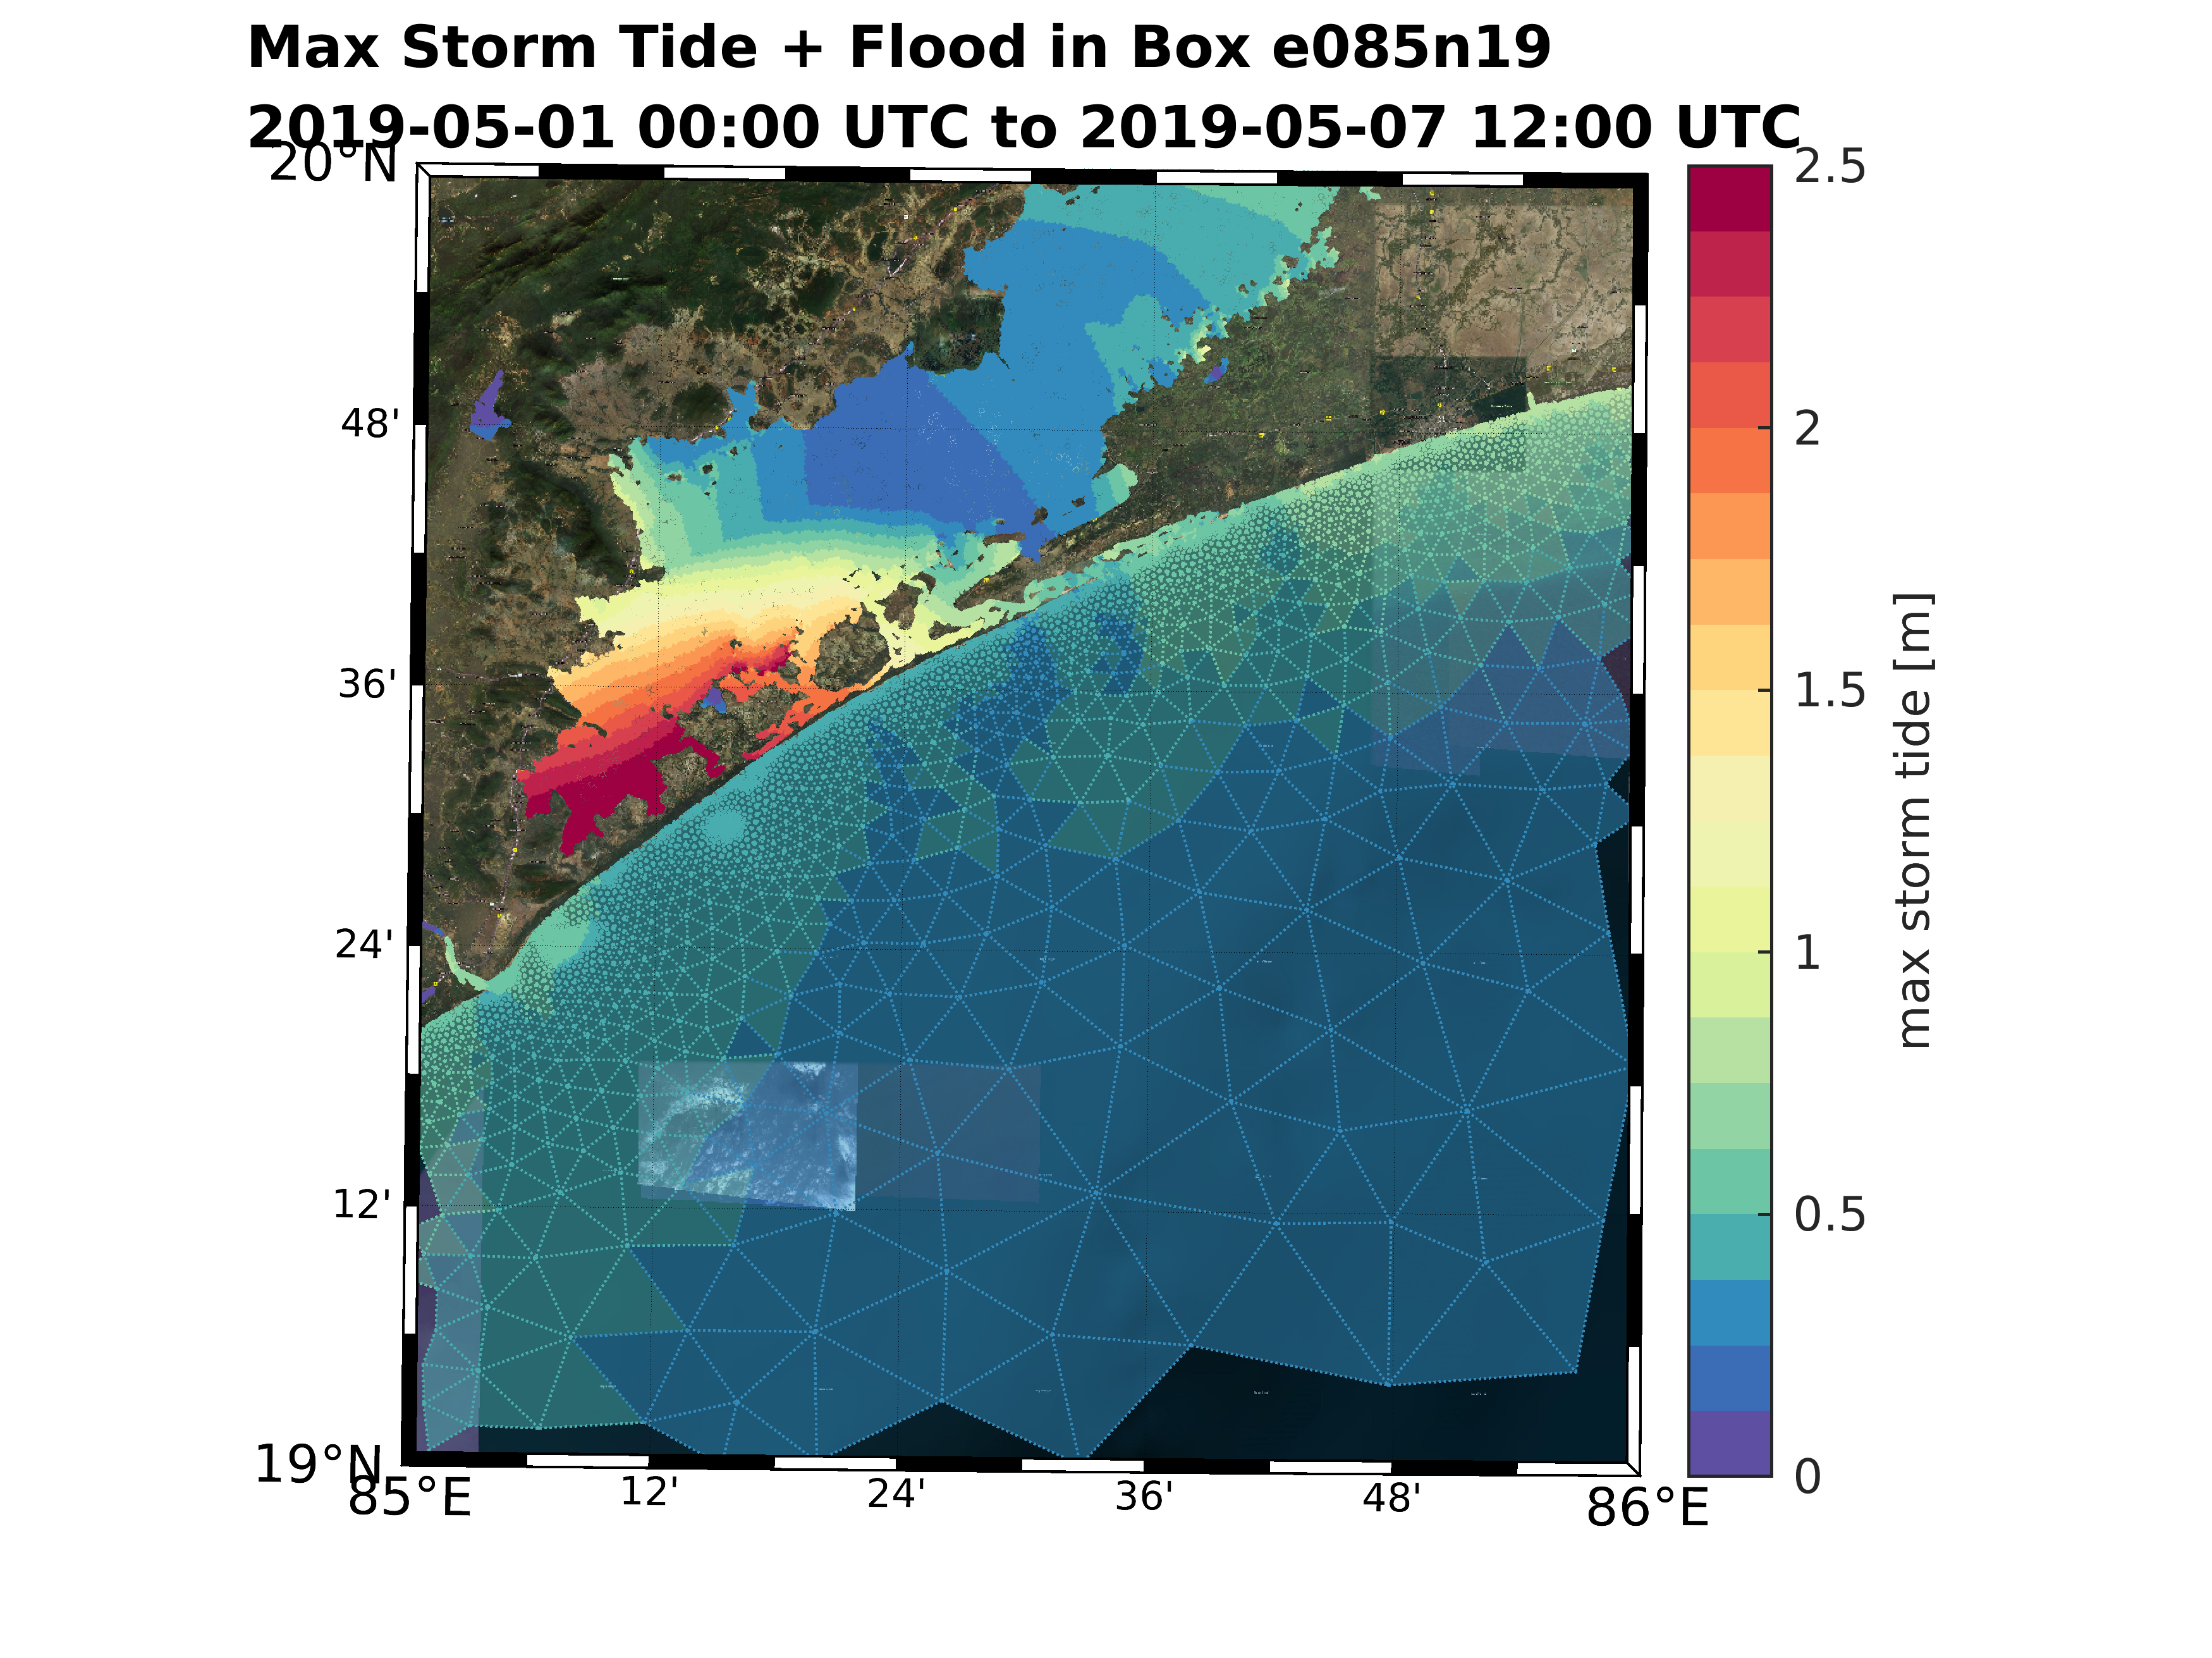 Max Storm Tide + Flood in Box e085n19
2019-05-01 00:00 UTC to 2019-05-07 12:00 UTC
20°N
48'
36'
24'
12'
19°N
85°E
12'
24'
36'
48'
86°E
2.5
2
1.5
1
0.5
0
max storm tide [m]